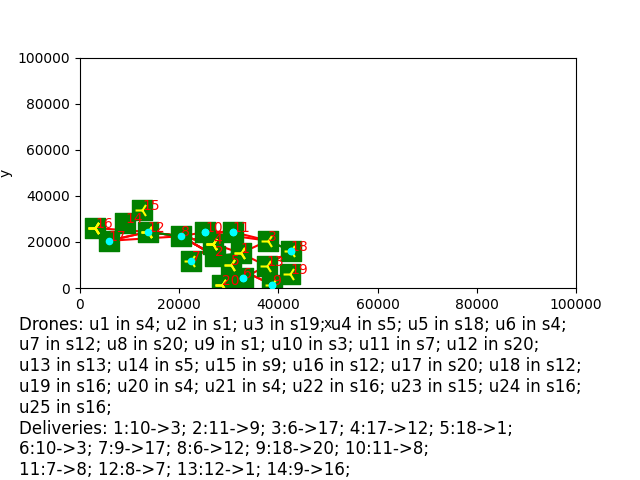 100000
80000
60000
40000
20000
0
y
0 20000 40000 60000 80000 100000
x
Drones: u1 in s4; u2 in s1; u3 in s19; u4 in s5; u5 in s18; u6 in s4;
u7 in s12; u8 in s20; u9 in s1; u10 in s3; u11 in s7; u12 in s20;
u13 in s13; u14 in s5; u15 in s9; u16 in s12; u17 in s20; u18 in s12;
u19 in s16; u20 in s4; u21 in s4; u22 in s16; u23 in s15; u24 in s16;
u25 in s16;
Deliveries: 1:10->3; 2:11->9; 3:6->17; 4:17->12; 5:18->1;
6:10->3; 7:9->17; 8:6->12; 9:18->20; 10:11->8;
11:7->8; 12:8->7; 13:12->1; 14:9->16;